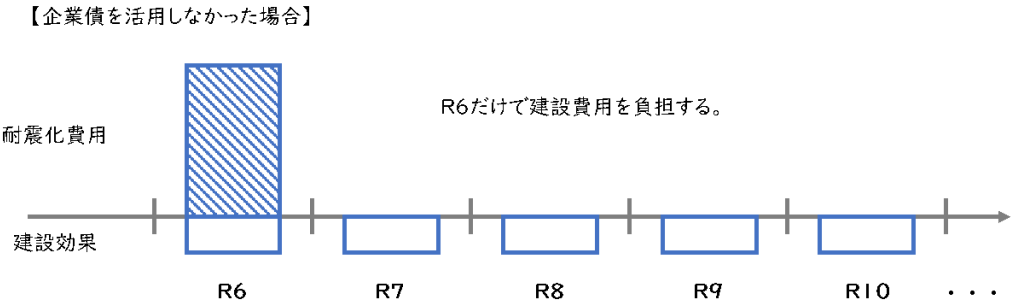 【企業債を活用しなかった場合】
R6だけで建設費用を負担する。
耐震化費用
建設効果
R6 R7 R8 R9 R10 ・・・